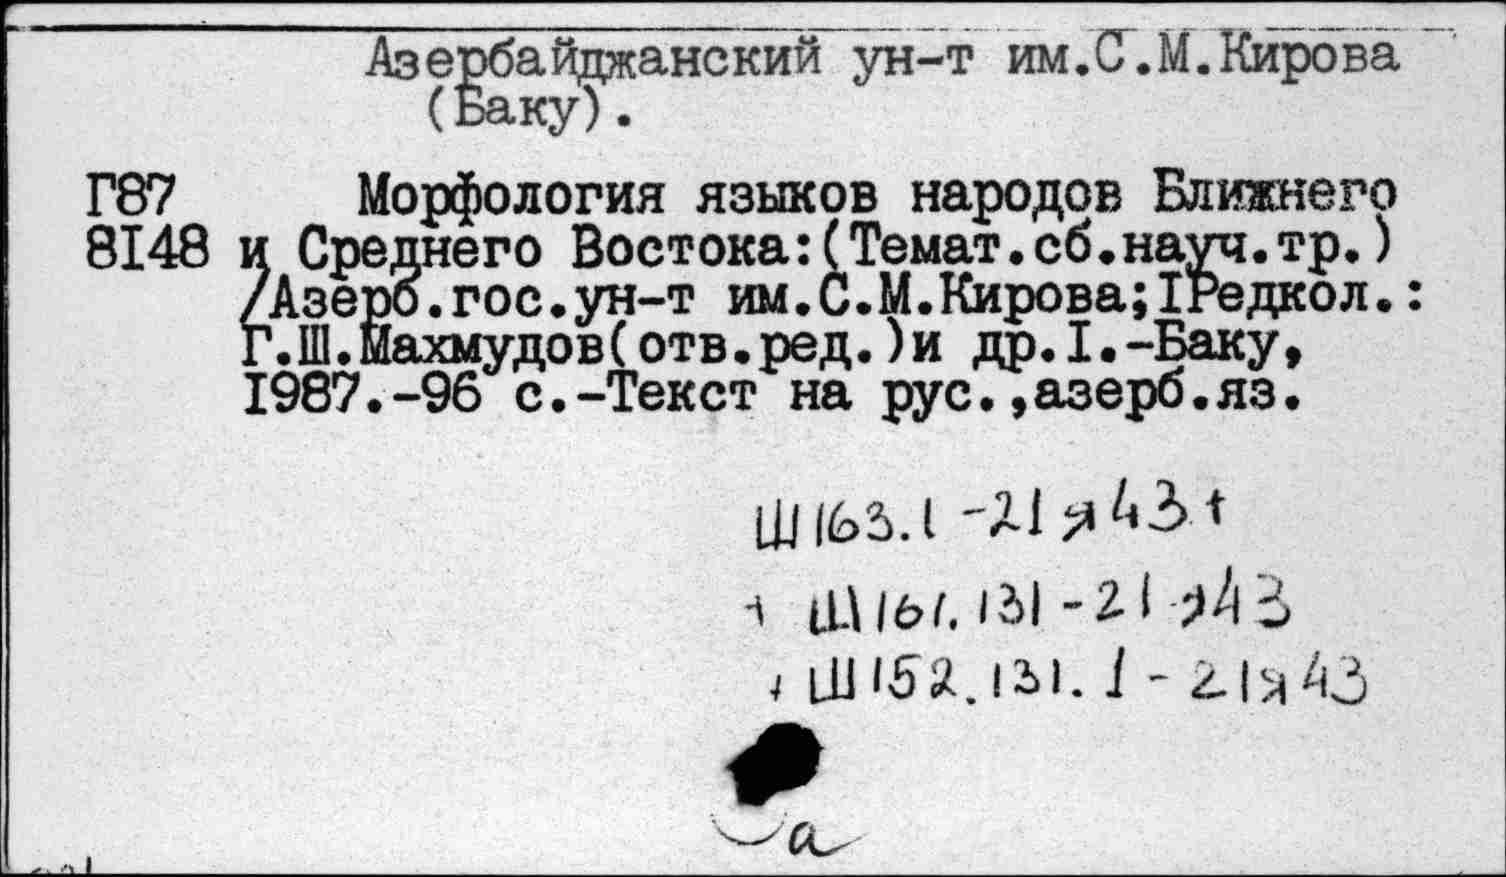 Азербайджанский ун-т им.С.М.Кирова
(Баку).
Г87 Морфология языков народов Ближнего
8I48 и Среднего Востока:(Темат.сб.науч.тр.)
/Азерб.гос.ун-т им.С.М.Кирова;IРедкол.:
Г.Ш.Махмудов(отв.ред.)и др.I.-Баку,
I987.-96 с.-Текст на рус.,азерб.яз.
Ш163.1-21я43+
+ Ш161.131-21я43
+ Ш152.131.1-21я43
а